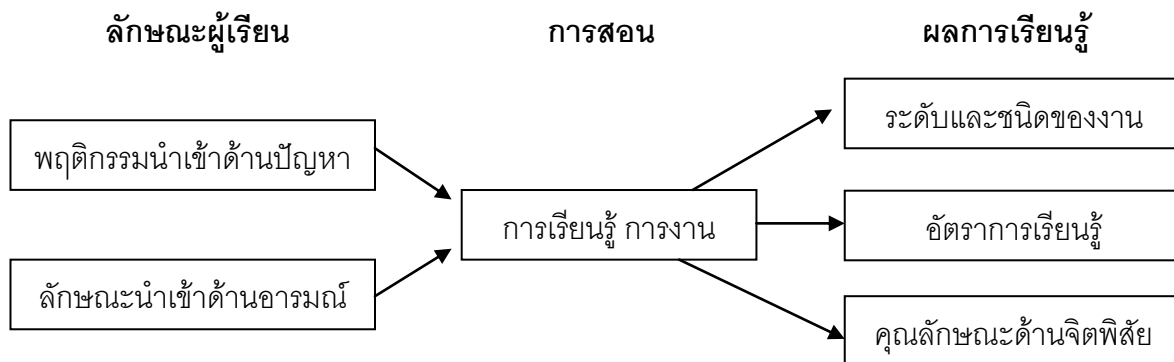 ลักษณะผู้เรียน
การสอน
ผลการเรียนรู้
พฤติกรรมนำเข้าด้านปัญหา
ลักษณะนำเข้าด้านอารมณ์
การเรียนรู้ การงาน
ระดับและชนิดของงาน
อัตราการเรียนรู้
คุณลักษณะด้านจิตพิสัย